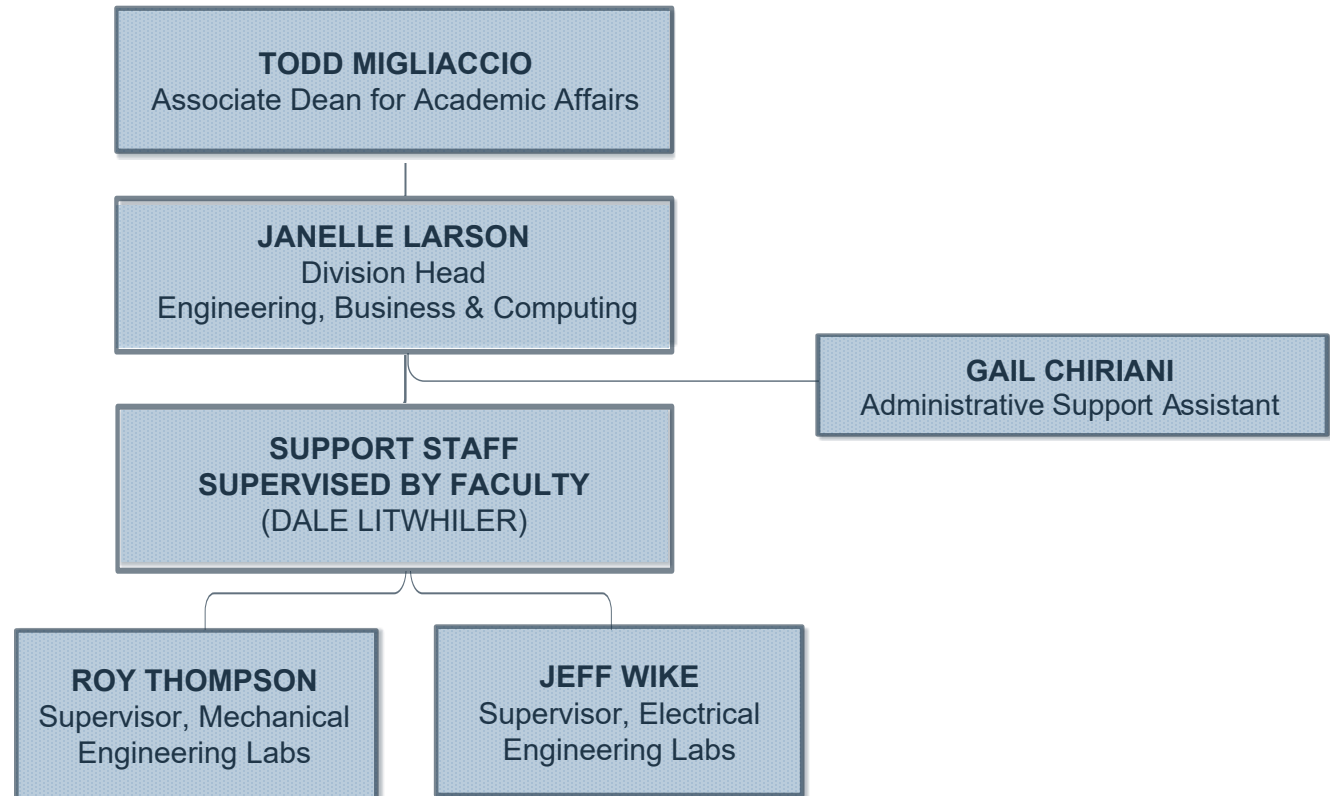 TODD MIGLIACCIO
Associate Dean for Academic Affairs
JANELLE LARSON
Division Head
Engineering, Business & Computing
GAIL CHIRIANI
Administrative Support Assistant
SUPPORT STAFF
SUPERVISED BY FACULTY
(DALE LITWHILER)
ROY THOMPSON
Supervisor, Mechanical
Engineering Labs
JEFF WIKE
Supervisor, Electrical
Engineering Labs